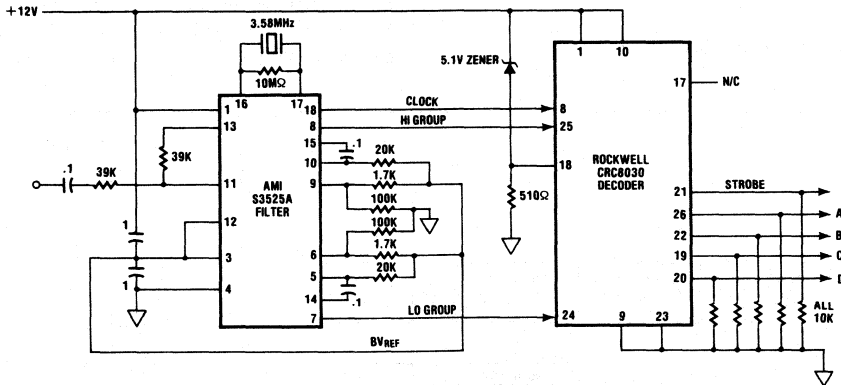 +12V
3.58MHz
10MΩ
16
17
5.1V ZENER
1
10
17
N/C
1
18
CLOCK
8
13
8
HI GROUP
25
15
.1
10
20K
18
ROCKWELL
CRC8030
DECODER
.1
39K
39K
11
AMI
S3525A
FILTER
9
1.7K
510Ω
21
STROBE
100K
26
A
12
100K
22
B
1
3
6
1.7K
19
C
1
5
20K
20
D
4
14
.1
ALL
10K
7
LO GROUP
24
9
23
BVREF